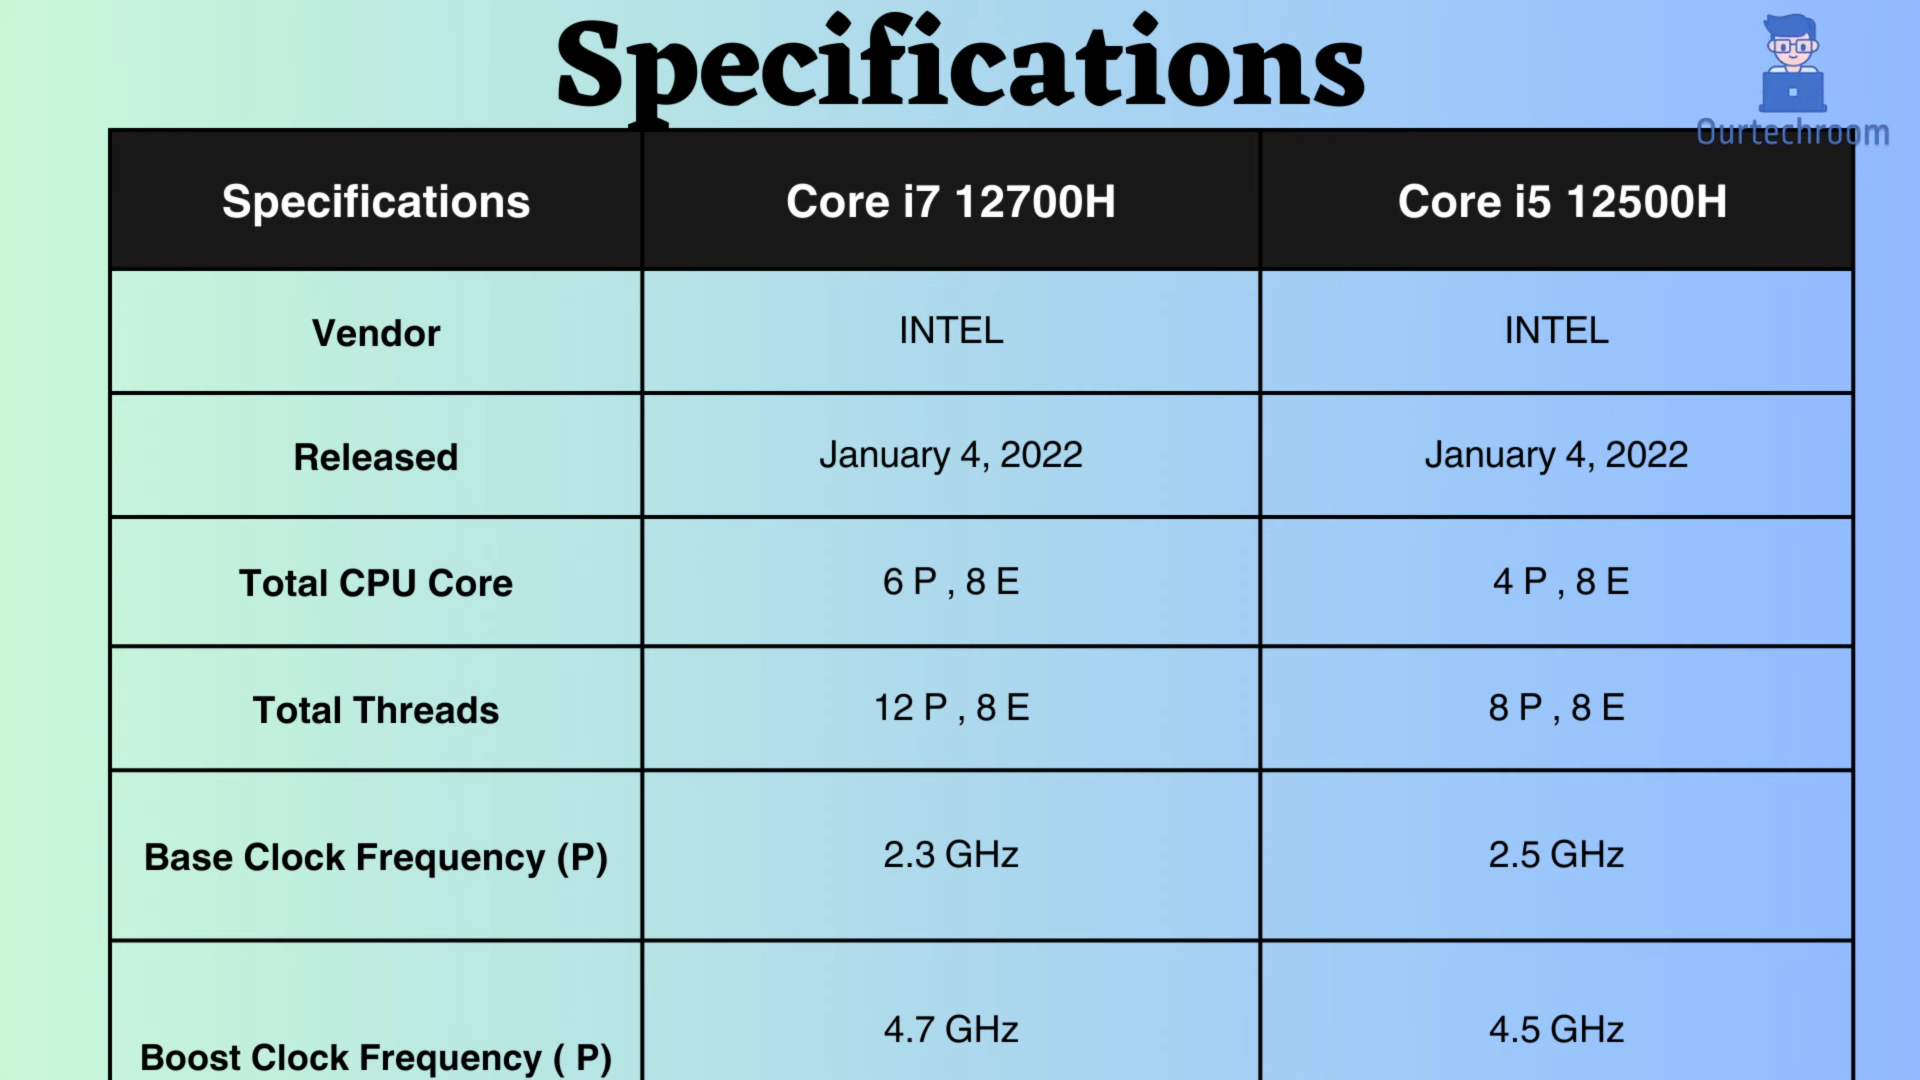 Specifications
Ourtechroom
Specifications Core i7 12700H Core i5 12500H
Vendor INTEL INTEL
Released January 4, 2022 January 4, 2022
Total CPU Core 6 P , 8 E 4 P , 8 E
Total Threads 12 P , 8 E 8 P , 8 E
Base Clock Frequency (P) 2.3 GHz 2.5 GHz
Boost Clock Frequency ( P) 4.7 GHz 4.5 GHz